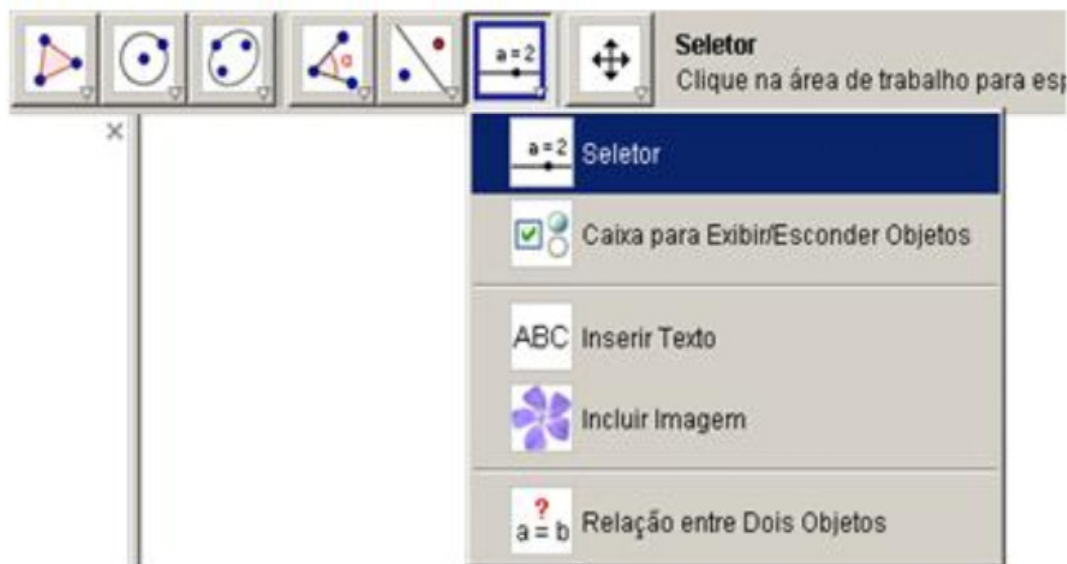 α
a = 2
Seletor
Clique na área de trabalho para esp
a = 2 Seletor
Caixa para Exibir/Esconder Objetos
ABC Inserir Texto
Incluir Imagem
?
a = b Relação entre Dois Objetos